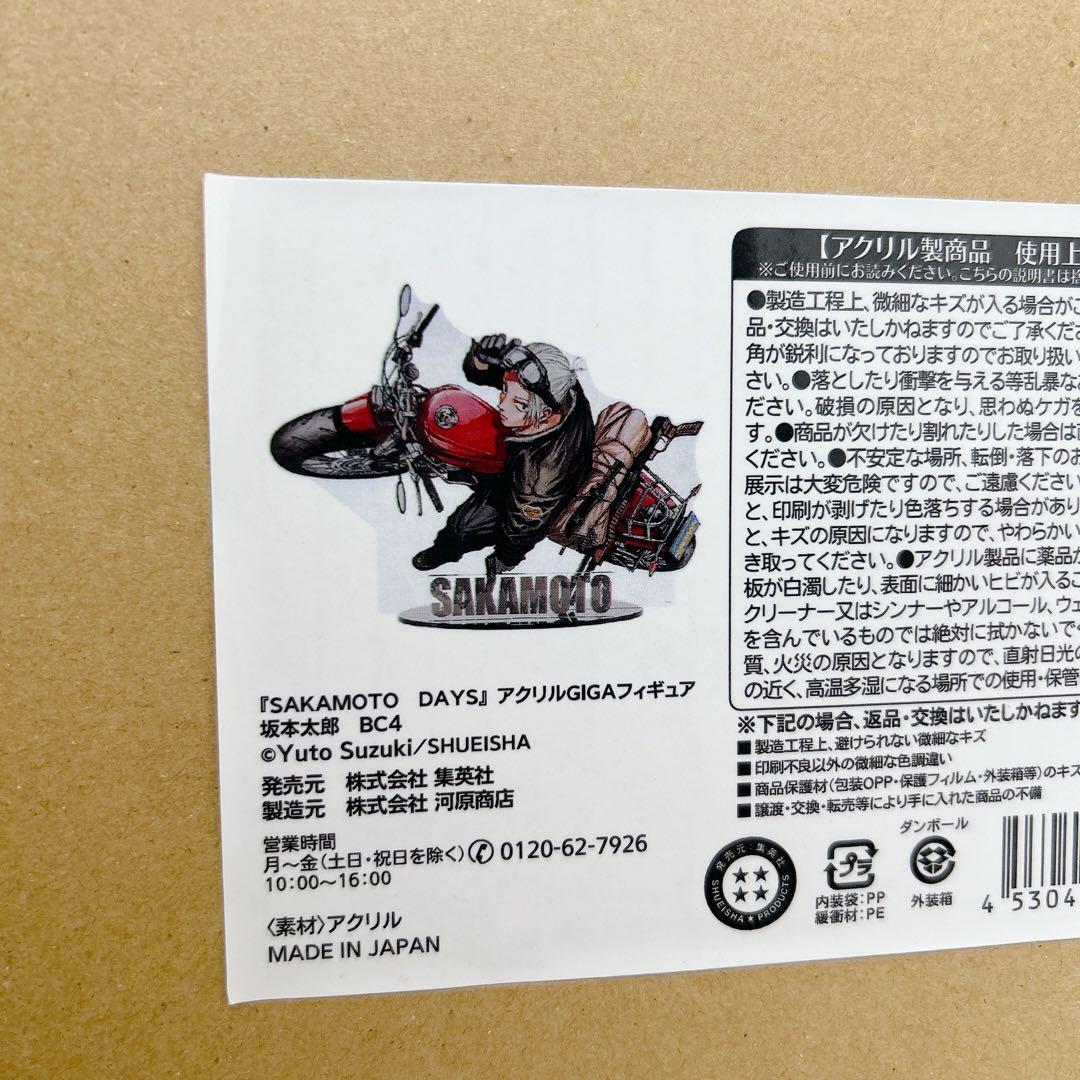 SAKAMOTO
『SAKAMOTO DAYS』アクリルGIGAフィギュア
坂本太郎 BC4
©Yuto Suzuki/SHUEISHA
発売元 株式会社 集英社
製造元 株式会社 河原商店
営業時間
月〜金(土日・祝日を除く) 0120-62-7926
10:00〜16:00
〈素材〉アクリル
MADE IN JAPAN
【アクリル製商品 使用上
※ご使用前にお読みください。こちらの説明書は捨
●製造工程上、微細なキズが入る場合がご
品・交換はいたしかねますのでご了承くださ
角が鋭利になっておりますのでお取り扱い
さい。●落としたり衝撃を与える等乱暴なお
ださい。破損の原因となり、思わぬケガを
す。●商品が欠けたり割れたりした場合は直
ください。●不安定な場所、転倒・落下のお
展示は大変危険ですので、ご遠慮ください
と、印刷が剥げたり色落ちする場合があり
と、キズの原因になりますので、やわらかい
き取ってください。●アクリル製品に薬品が
板が白濁したり、表面に細かいヒビが入るこ
クリーナー又はシンナーやアルコール、ウェ
を含んでいるものでは絶対に拭かないで
質、火災の原因となりますので、直射日光の
の近く、高温多湿になる場所での使用・保管
※下記の場合、返品・交換はいたしかねます
■製造工程上、避けられない微細なキズ
■印刷不良以外の微細な色調違い
■商品保護材(包装OPP・保護フィルム・外装箱等)のキズ
■譲渡・交換・転売等により手に入れた商品の不備
発売元:集英社
SHUEISHA★PRODUCTS
プラ
内装袋:PP
緩衝材:PE
ダンボール
外装箱
4 5304